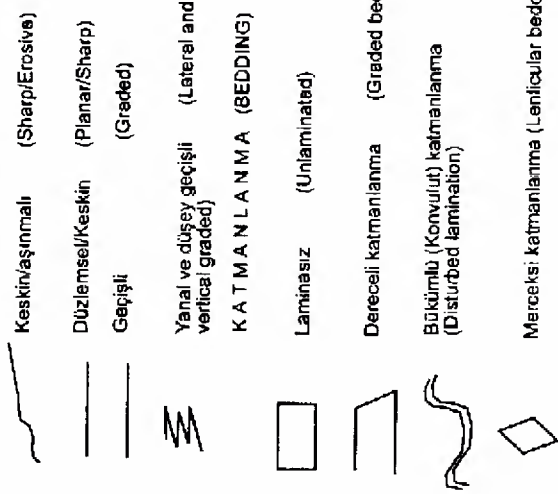 Keskin/aşınmalı (Sharp/Erosive)
Düzlemsel/Keskin (Planar/Sharp)
Geçişli (Graded)
Yanal ve düşey geçişli (Lateral and
vertical graded)
KATMANLANMA (BEDDING)
Laminasız (Unlaminated)
Dereceli katmanlanma ((Graded bed
Bükümlü (Konvulut) katmanlanma
(Disturbed lamination)
Merceksi katmanlanma (Lenticular bedd